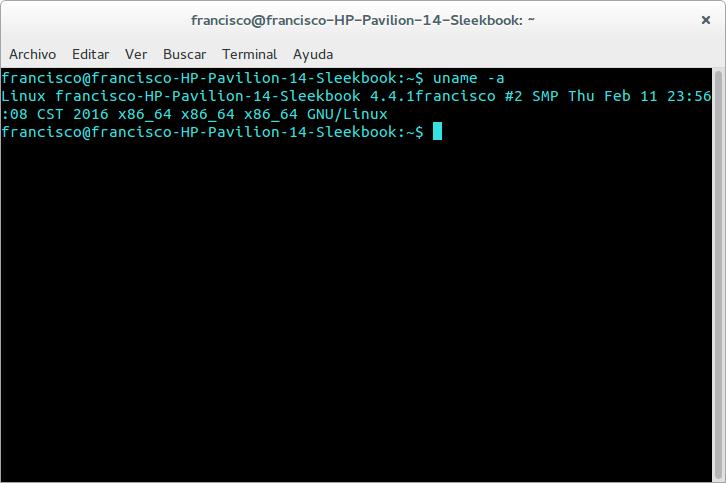 francisco@francisco-HP-Pavilion-14-Sleekbook: ~
Archivo Editar Ver Buscar Terminal Ayuda
francisco@francisco-HP-Pavilion-14-Sleekbook:~$ uname -a
Linux francisco-HP-Pavilion-14-Sleekbook 4.4.1francisco #2 SMP Thu Feb 11 23:56
:08 CST 2016 x86_64 x86_64 x86_64 GNU/Linux
francisco@francisco-HP-Pavilion-14-Sleekbook:~$